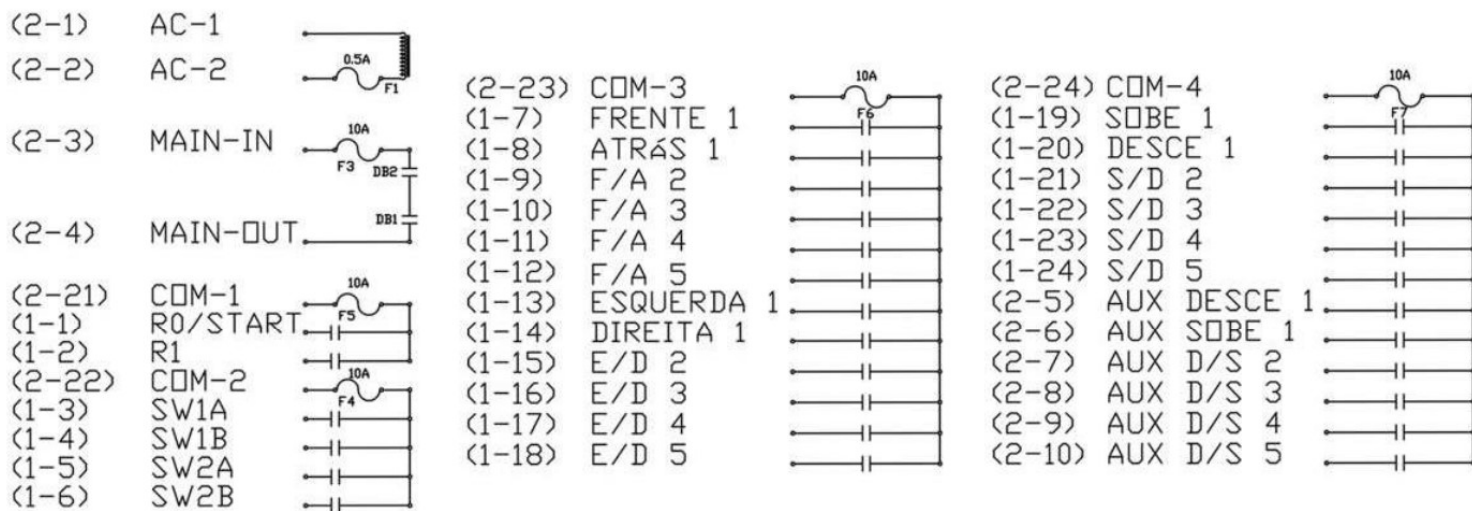 (2-1) AC-1
(2-2) AC-2 0.5A F1
(2-3) MAIN-IN 10A F3 DB2
DB1
(2-4) MAIN-OUT
(2-21) COM-1 10A F5
(1-1) R0/START
(1-2) R1
(2-22) COM-2 10A F4
(1-3) SW1A
(1-4) SW1B
(1-5) SW2A
(1-6) SW2B
(2-23) COM-3 10A F6
(1-7) FRENTE 1
(1-8) ATRáS 1
(1-9) F/A 2
(1-10) F/A 3
(1-11) F/A 4
(1-12) F/A 5
(1-13) ESQUERDA 1
(1-14) DIREITA 1
(1-15) E/D 2
(1-16) E/D 3
(1-17) E/D 4
(1-18) E/D 5
(2-24) COM-4 10A F7
(1-19) SOBE 1
(1-20) DESCE 1
(1-21) S/D 2
(1-22) S/D 3
(1-23) S/D 4
(1-24) S/D 5
(2-5) AUX DESCE 1
(2-6) AUX SOBE 1
(2-7) AUX D/S 2
(2-8) AUX D/S 3
(2-9) AUX D/S 4
(2-10) AUX D/S 5